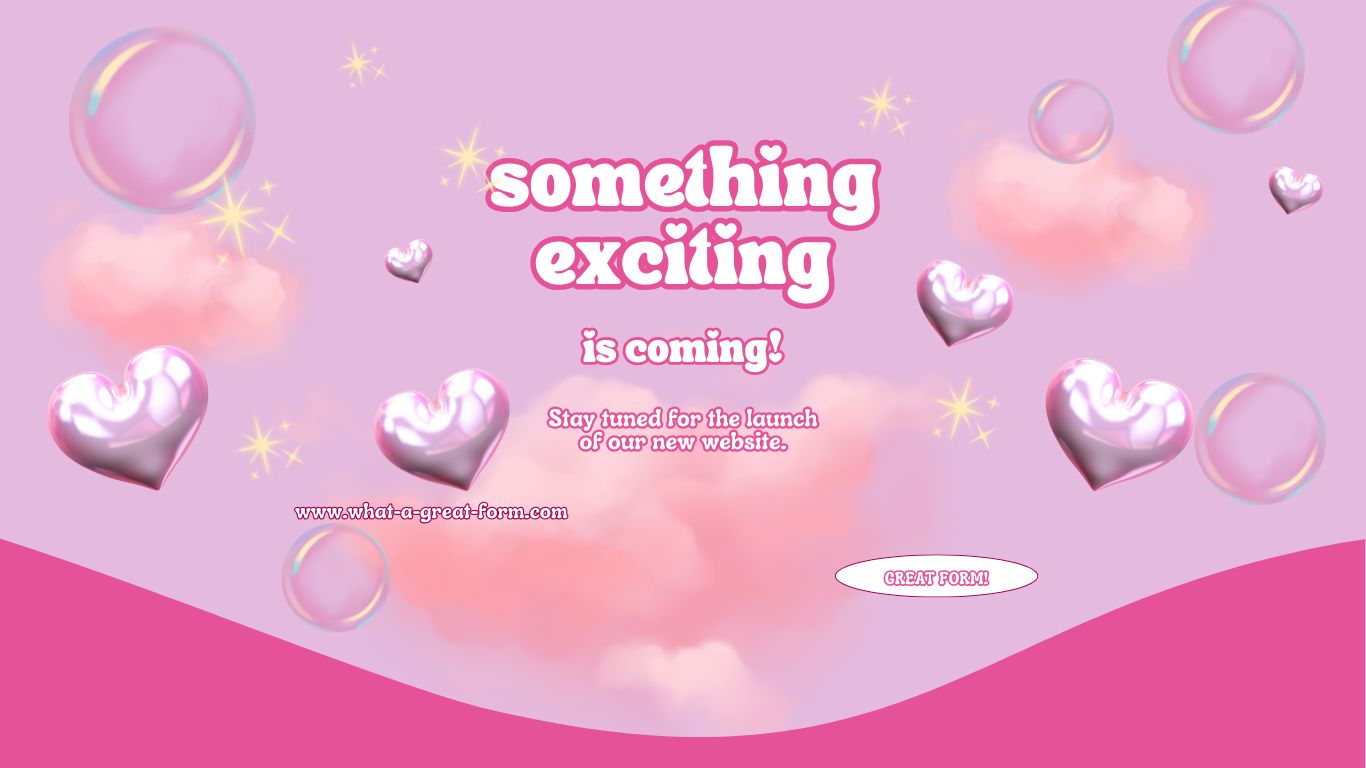 something
exciting
is coming!
Stay tuned for the launch
of our new website.
www.what-a-great-form.com
GREAT FORM!